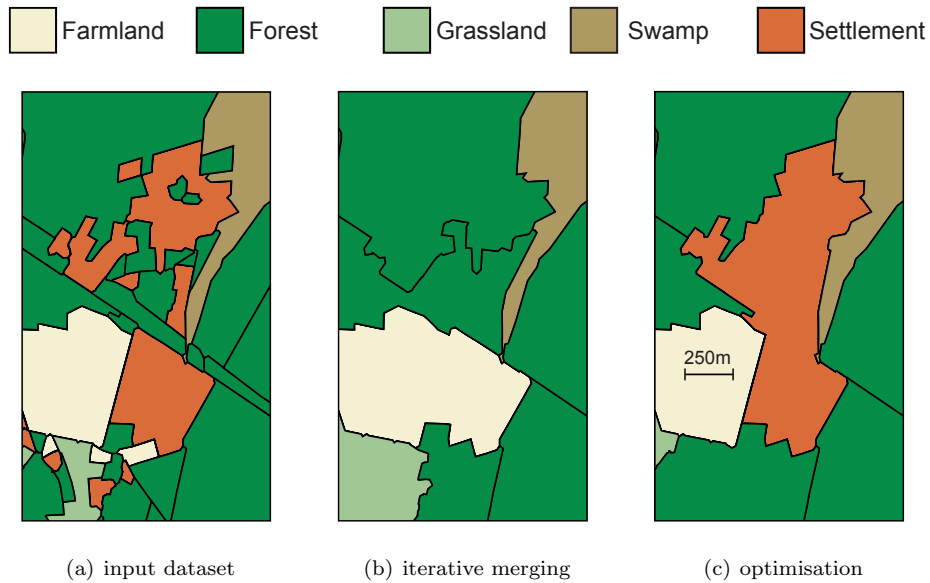 Farmland Forest Grassland Swamp Settlement
250m
(a) input dataset (b) iterative merging (c) optimisation